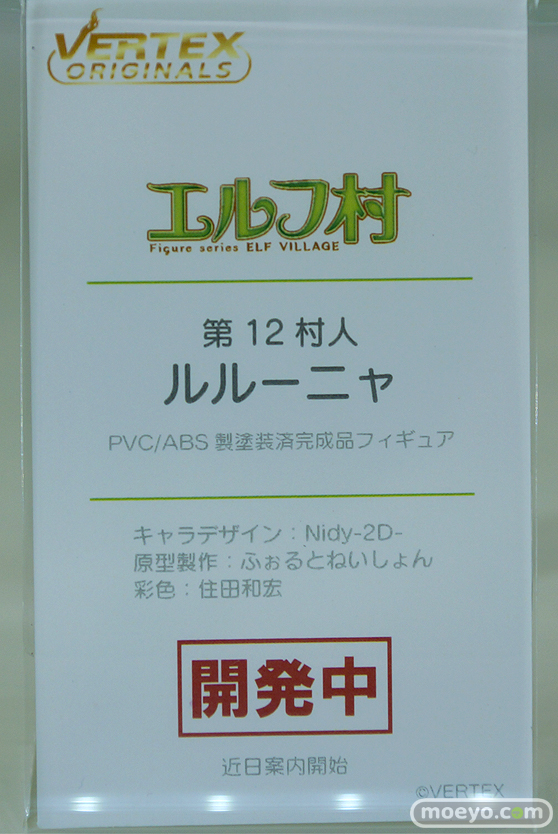 VERTEX
ORIGINALS
エルフ村
Figure series ELF VILLAGE
第 12 村人
ルルーニャ
PVC/ABS 製塗装済完成品フィギュア
キャラデザイン：Nidy-2D-
原型製作：ふぉるとねいしょん
彩色：住田和宏
開発中
近日案内開始
©VERTEX
moeyo.com